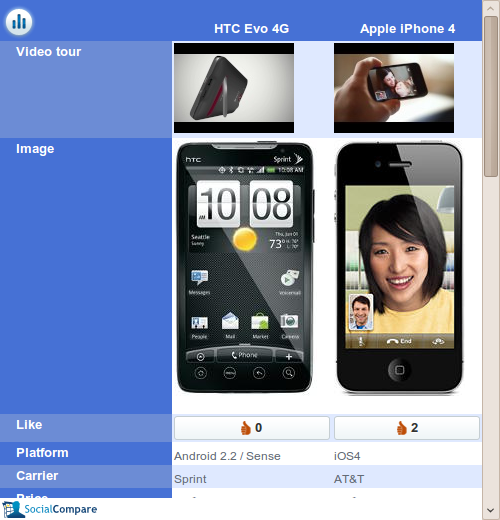 HTC Evo 4G
Apple iPhone 4
Video tour
Image
htc
Sprint
10:08 AM
10 08
Seattle
Sunny
Thu, Jun 01
73°
H: 76°
L: 70°
Messages
Voicemail
People
Mail
Market
Camera
Phone
End
Like
0
2
Platform
Android 2.2 / Sense
iOS4
Carrier
Sprint
AT&T
SocialCompare